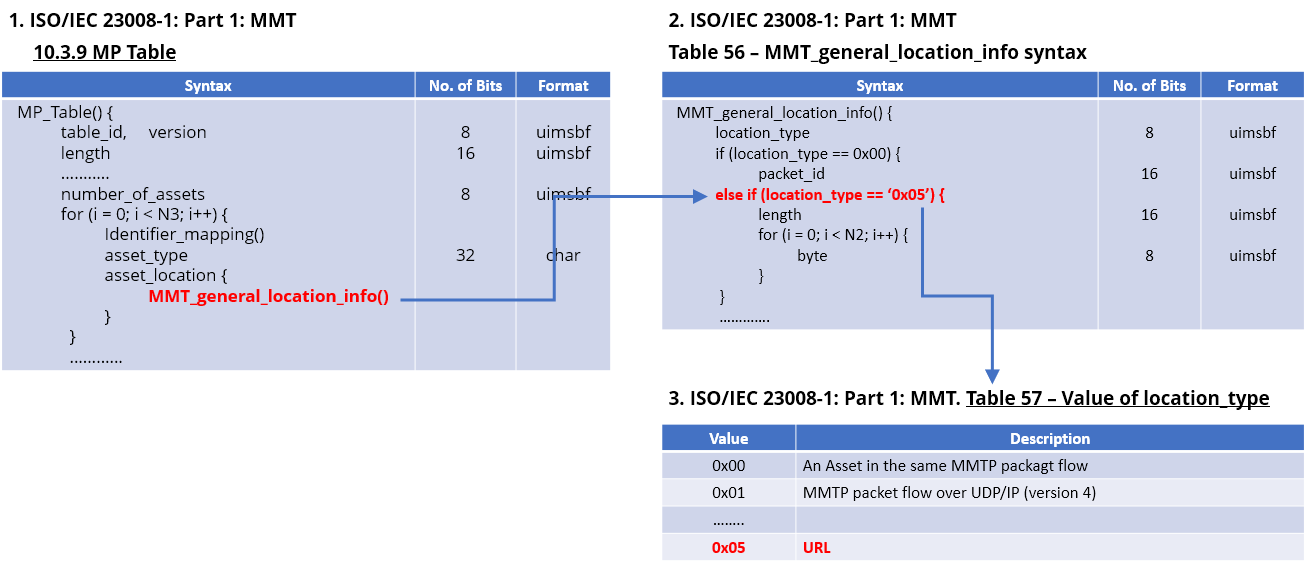 1. ISO/IEC 23008-1: Part 1: MMT
10.3.9 MP Table
Syntax No. of Bits Format
MP_Table() {
table_id, version 8 uimsbf
length 16 uimsbf
...........
number_of_assets 8 uimsbf
for (i = 0; i < N3; i++) {
Identifier_mapping()
asset_type 32 char
asset_location {
MMT_general_location_info()
}
}
............
2. ISO/IEC 23008-1: Part 1: MMT
Table 56 – MMT_general_location_info syntax
Syntax No. of Bits Format
MMT_general_location_info() {
location_type 8 uimsbf
if (location_type == 0x00) {
packet_id 16 uimsbf
else if (location_type == ‘0x05’) {
length 16 uimsbf
for (i = 0; i < N2; i++) {
byte 8 uimsbf
}
}
.............
3. ISO/IEC 23008-1: Part 1: MMT. Table 57 – Value of location_type
Value Description
0x00 An Asset in the same MMTP packagt flow
0x01 MMTP packet flow over UDP/IP (version 4)
........
0x05 URL